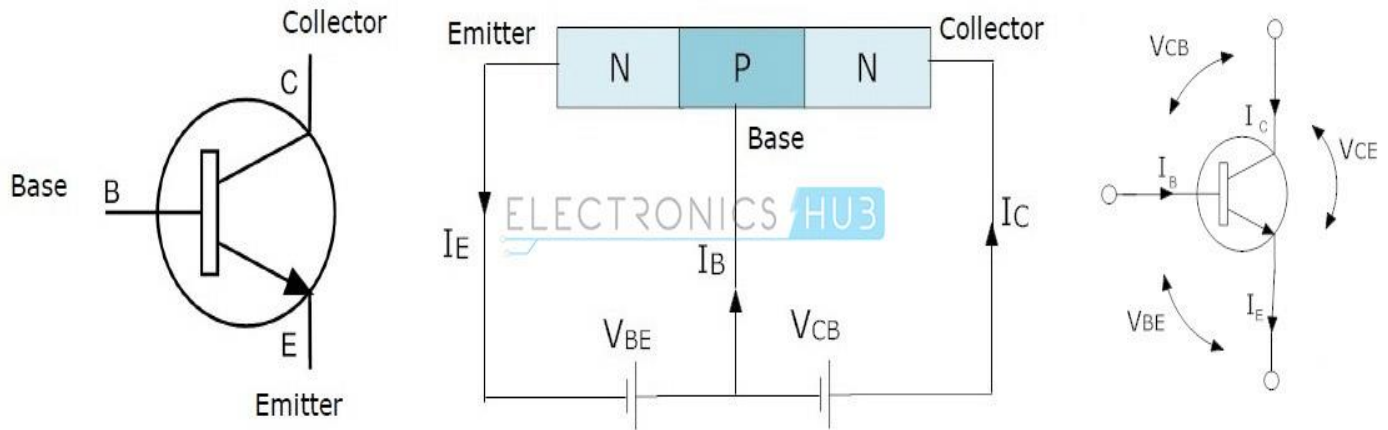 Collector
C
Base
B
E
Emitter
Emitter
Collector
N
P
N
Base
ELECTRONICS HUB
IE
IB
IC
VBE
VCB
VCB
IC
VCE
IB
VBE
IE